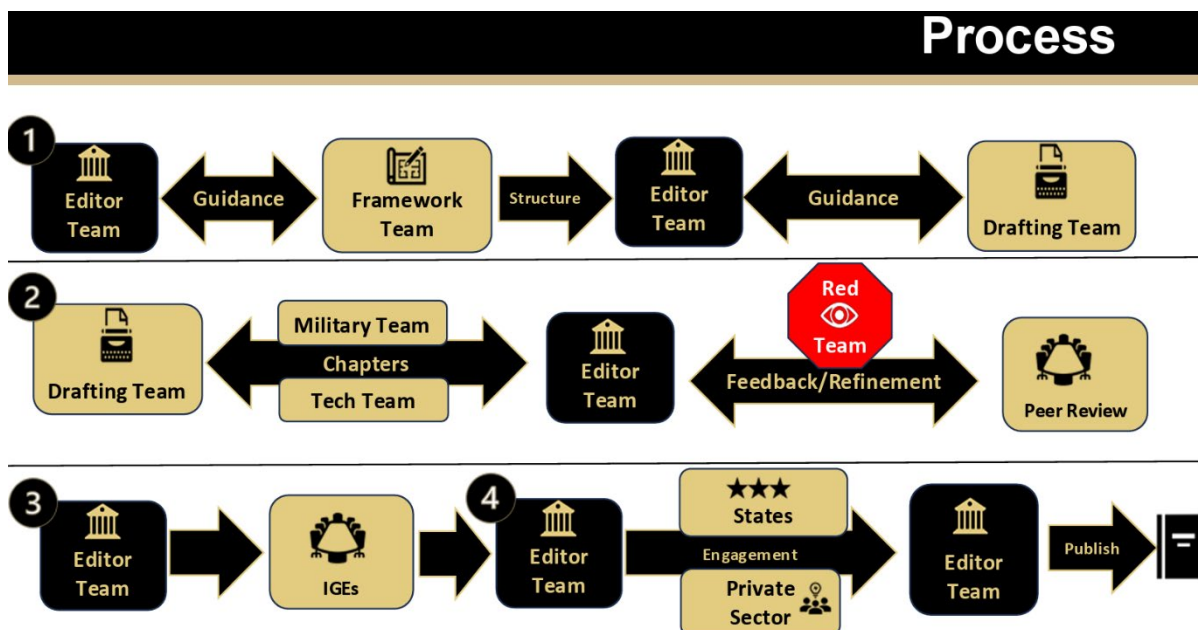 Process
1
Editor
Team
Guidance
Framework
Team
Structure
Editor
Team
Guidance
Drafting Team
2
Drafting Team
Military Team
Chapters
Tech Team
Editor
Team
Red
Team
Feedback/Refinement
Peer Review
3
Editor
Team
IGEs
4
Editor
Team
States
Engagement
Private
Sector
Editor
Team
Publish